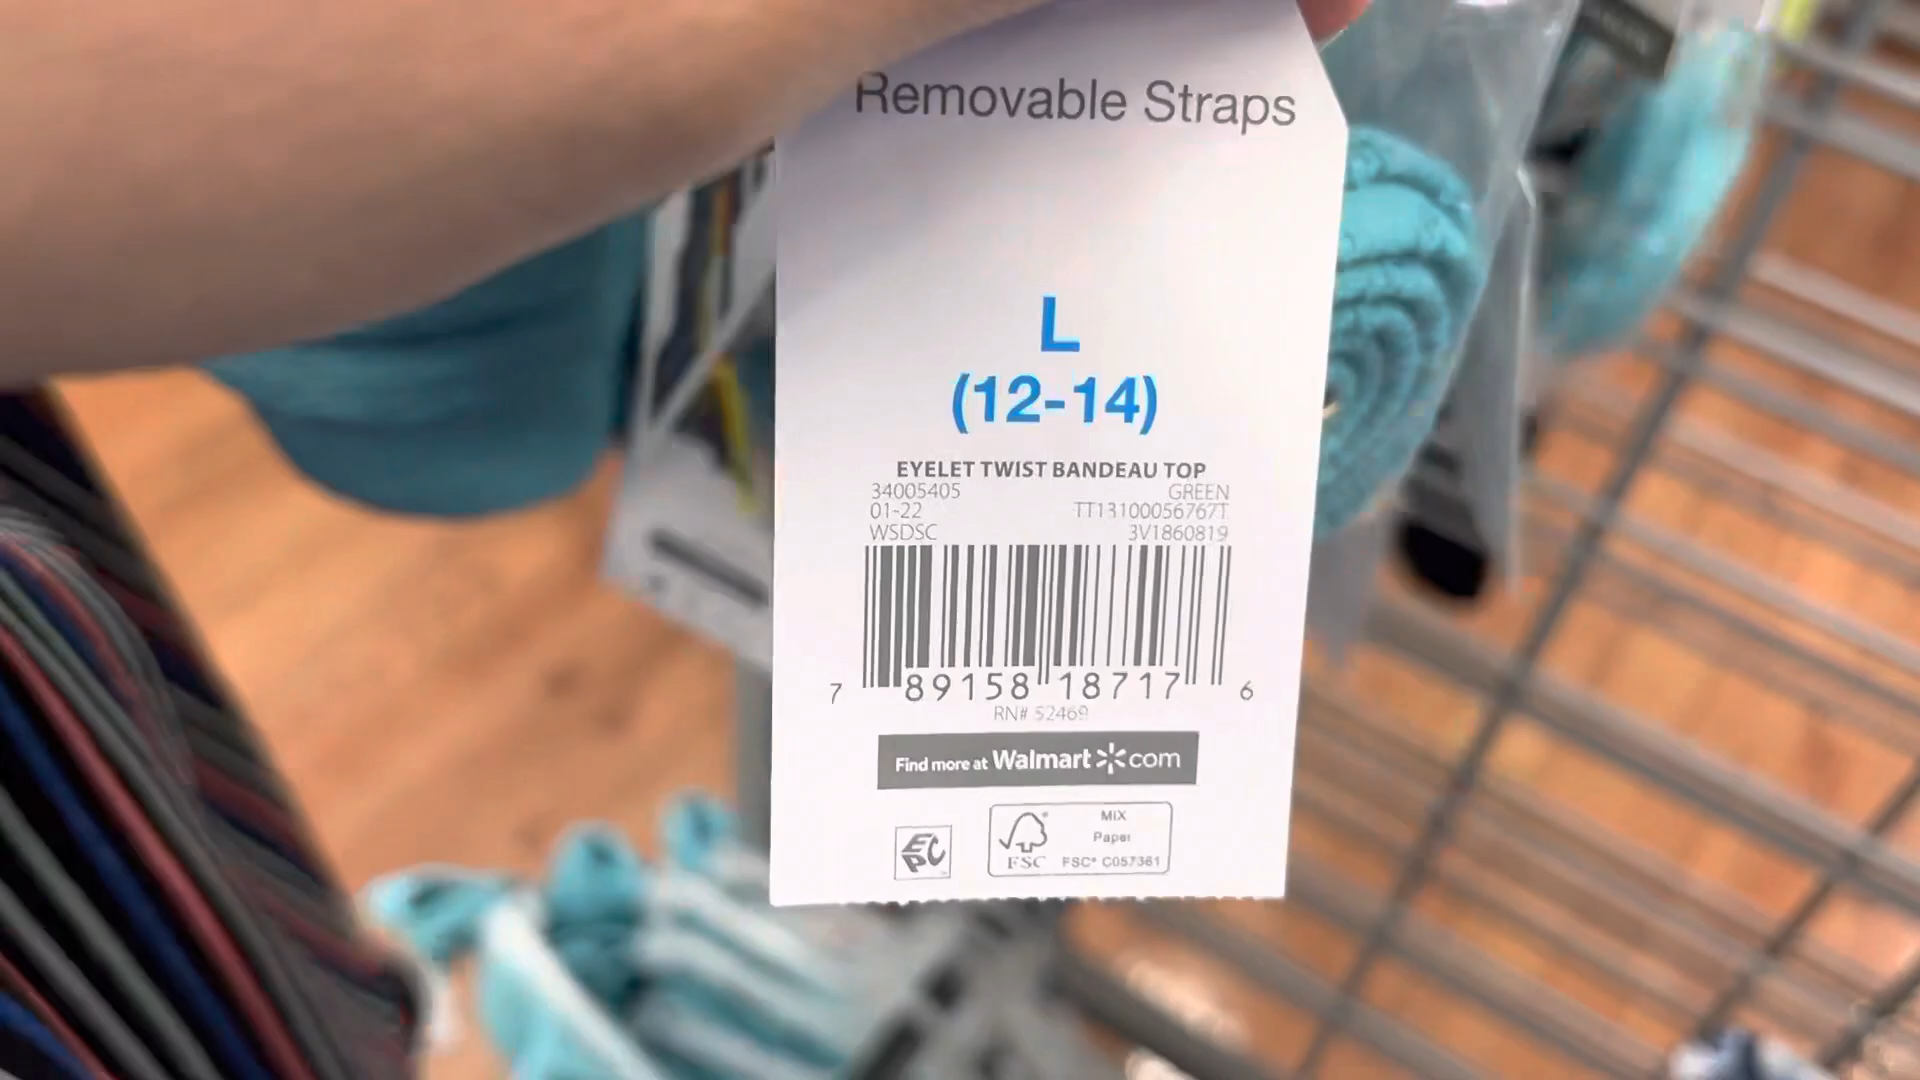 Removable Straps
L
(12-14)
EYELET TWIST BANDEAU TOP
34005405 GREEN
01-22 TT13100056767T
WSDSC 3V1860819
7 89158 18717 6
RN# 52469
Find more at Walmart com
EPC
FSC
MIX
Paper
FSC® C057361